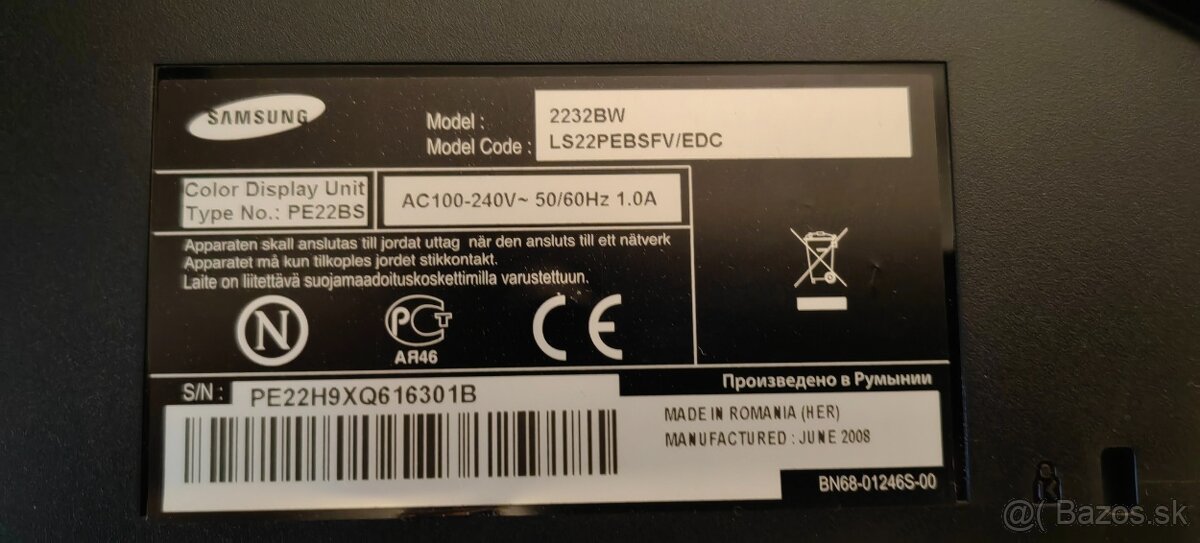 SAMSUNG
Model : 2232BW
Model Code : LS22PEBSFV/EDC
Color Display Unit
Type No.: PE22BS
AC100-240V~ 50/60Hz 1.0A
Apparaten skall anslutas till jordat uttag när den ansluts till ett nätverk
Apparatet må kun tilkoples jordet stikkontakt.
Laite on liitettävä suojamaadoituskoskettimilla varustettuun.
N
РСТ
АЯ46
CE
S/N : PE22H9XQ616301B
Произведено в Румынии
MADE IN ROMANIA (HER)
MANUFACTURED : JUNE 2008
BN68-01246S-00
@( Bazos.sk